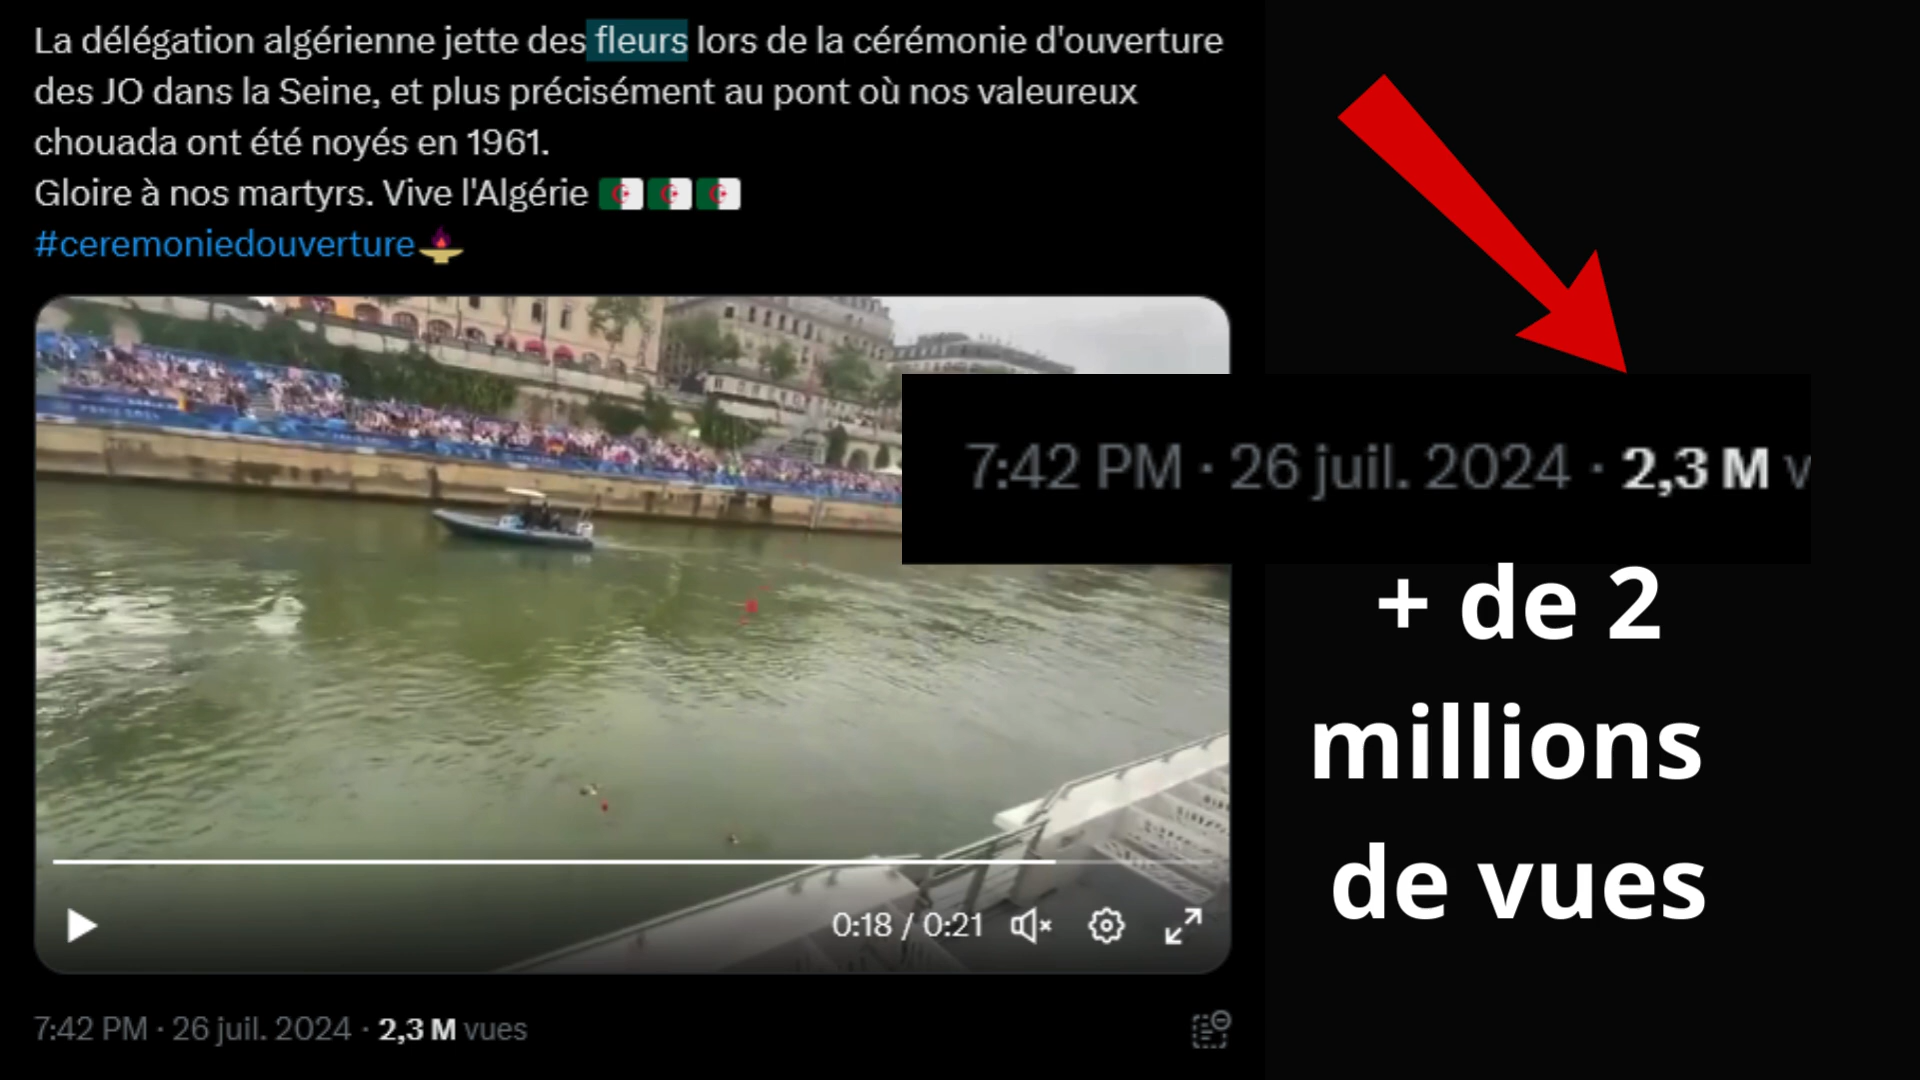 La délégation algérienne jette des fleurs lors de la cérémonie d'ouverture
des JO dans la Seine, et plus précisément au pont où nos valeureux
chouada ont été noyés en 1961.
Gloire à nos martyrs. Vive l'Algérie 🇩🇿🇩🇿🇩🇿
#ceremoniedouverture
7:42 PM · 26 juil. 2024 · 2,3 M v
+ de 2
millions
de vues
0:18 / 0:21
7:42 PM · 26 juil. 2024 · 2,3 M vues